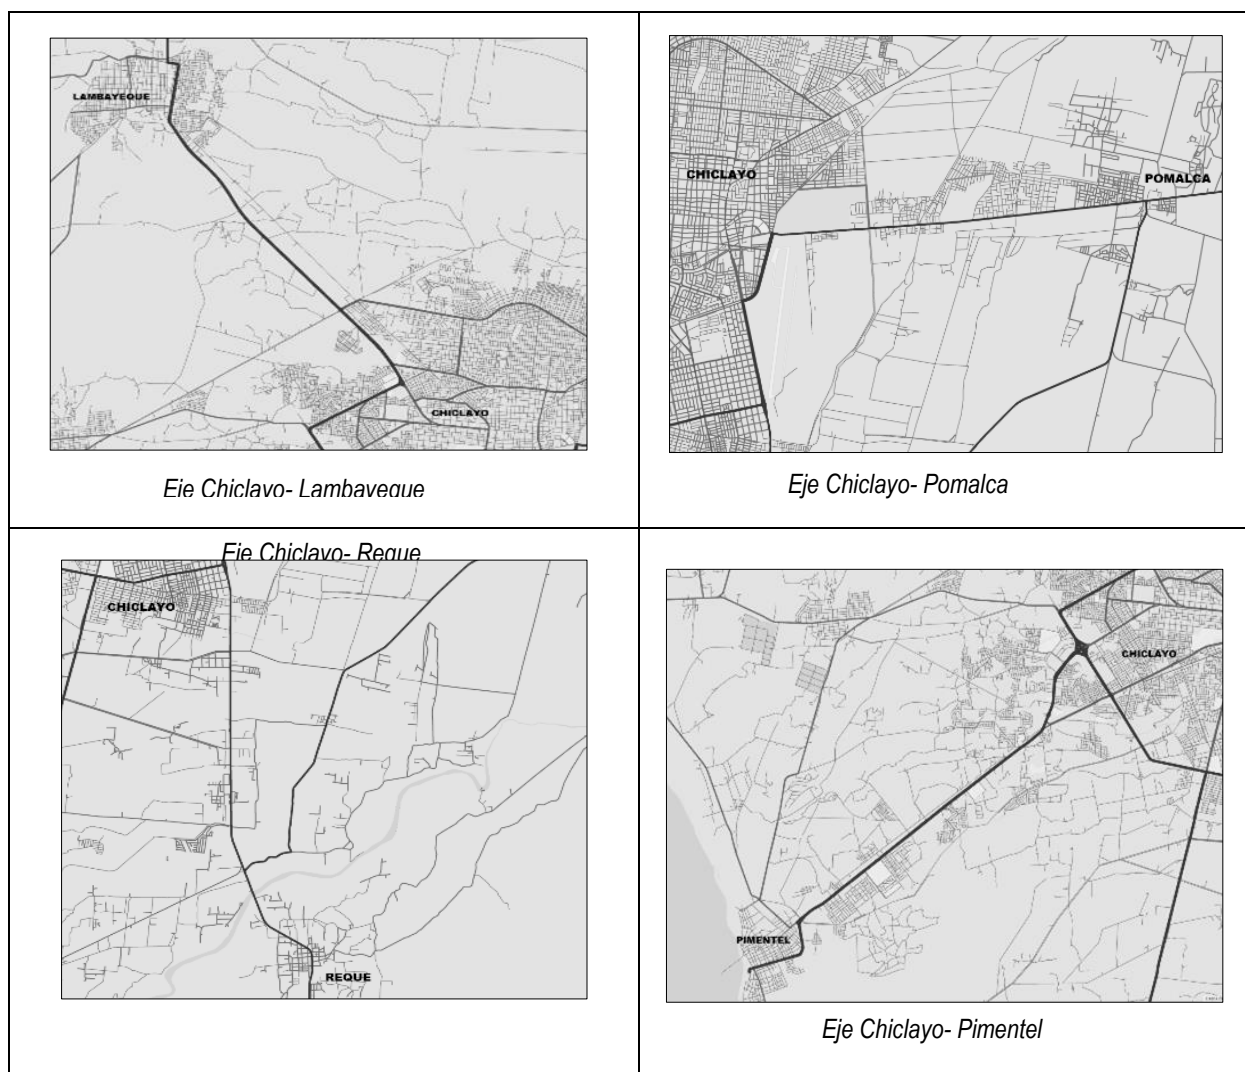 LAMBAYEQUE
CHICLAYO
Eje Chiclayo- Lambayeque
CHICLAYO
POMALCA
Eje Chiclayo- Pomalca
Eje Chiclayo- Reque
CHICLAYO
REQUE
CHICLAYO
PIMENTEL
Eje Chiclayo- Pimentel